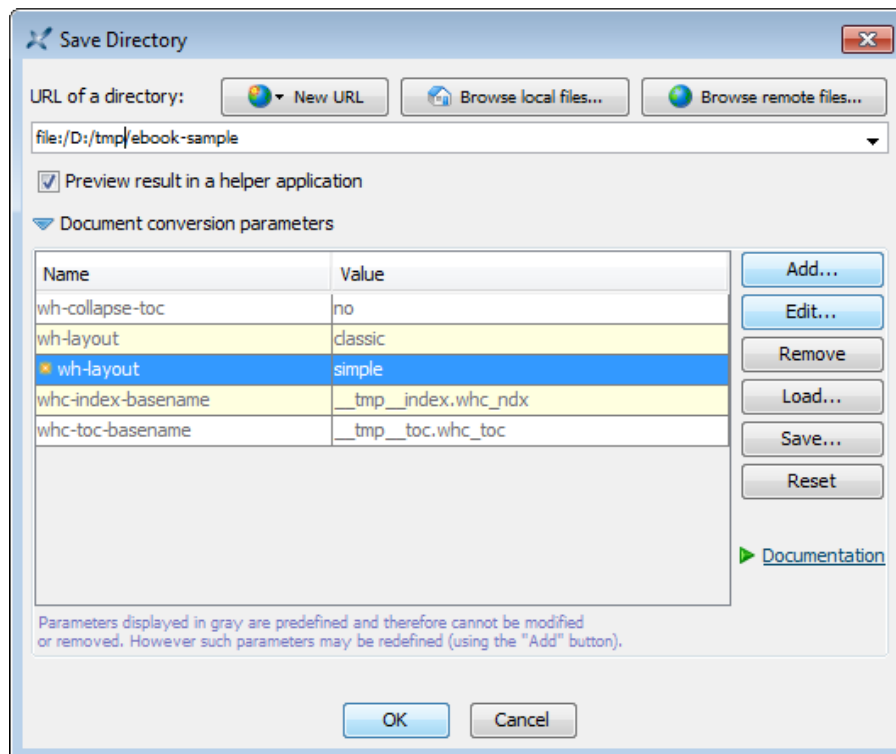 Save Directory
URL of a directory: New URL Browse local files... Browse remote files...
file:/D:/tmp/ebook-sample
Preview result in a helper application
Document conversion parameters
Name Value Add...
wh-collapse-toc no
wh-layout classic Edit...
wh-layout simple Remove
whc-index-basename __tmp__index.whc_ndx Load...
whc-toc-basename __tmp__toc.whc_toc Save...
Reset
Documentation
Parameters displayed in gray are predefined and therefore cannot be modified
or removed. However such parameters may be redefined (using the "Add" button).
OK Cancel